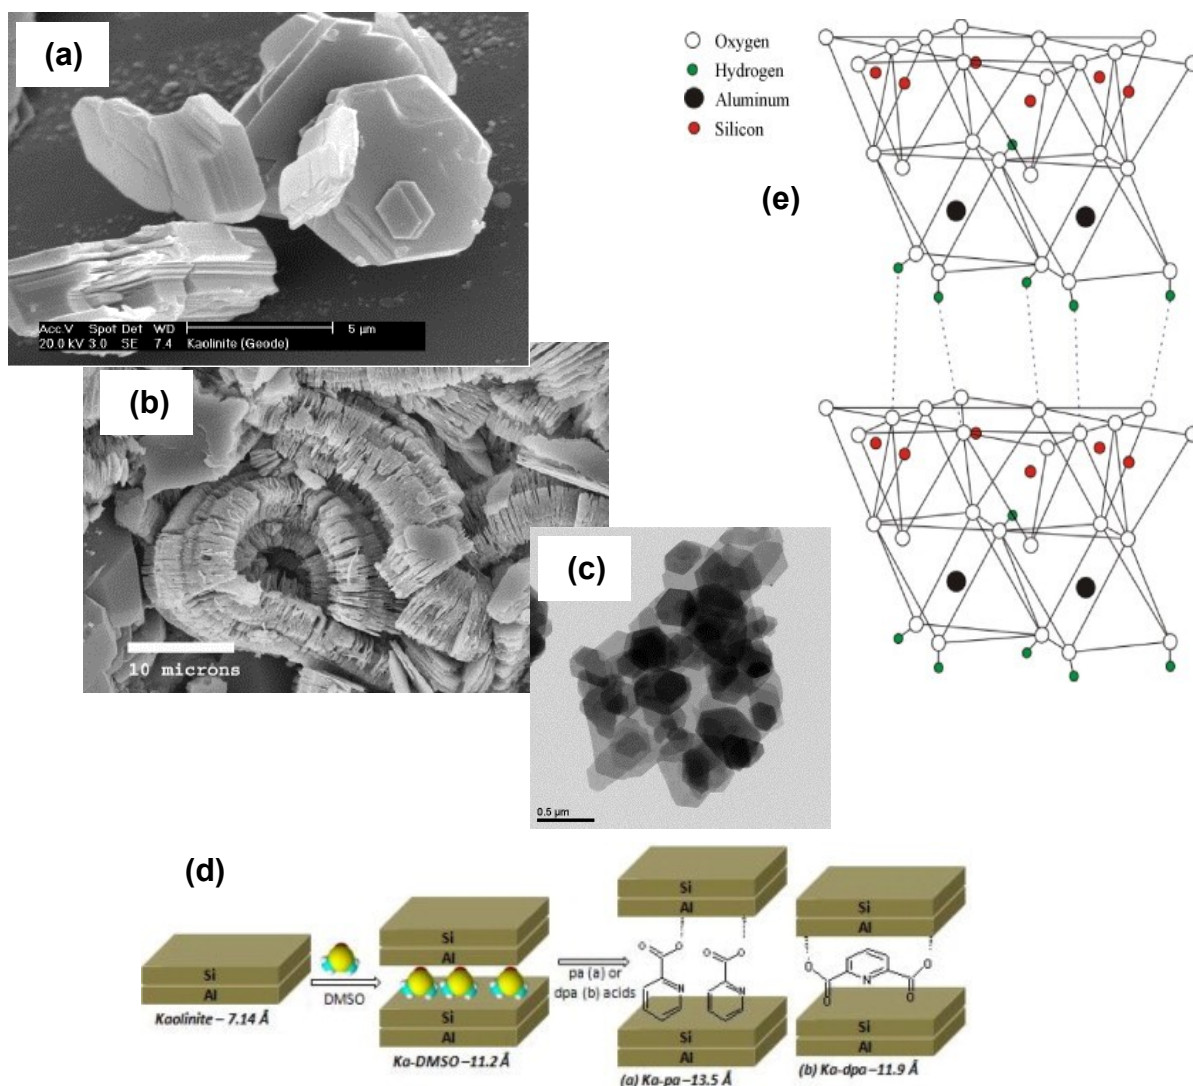 (a)
Acc.V Spot Det WD 5 µm
20.0 kV 3.0 SE 7.4 Kaolinite (Geode)
(b)
10 microns
(c)
0.5 µm
Oxygen
Hydrogen
Aluminum
Silicon
(e)
(d)
Si
Al
Kaolinite – 7.14 Å
DMSO
Si
Al
Si
Al
Ka-DMSO –11.2 Å
pa (a) or
dpa (b) acids
Si
Al
O
O
N
N
Si
Al
(a) Ka-pa–13.5 Å
Si
Al
O
N
O
O
O
Si
Al
(b) Ka-dpa–11.9 Å